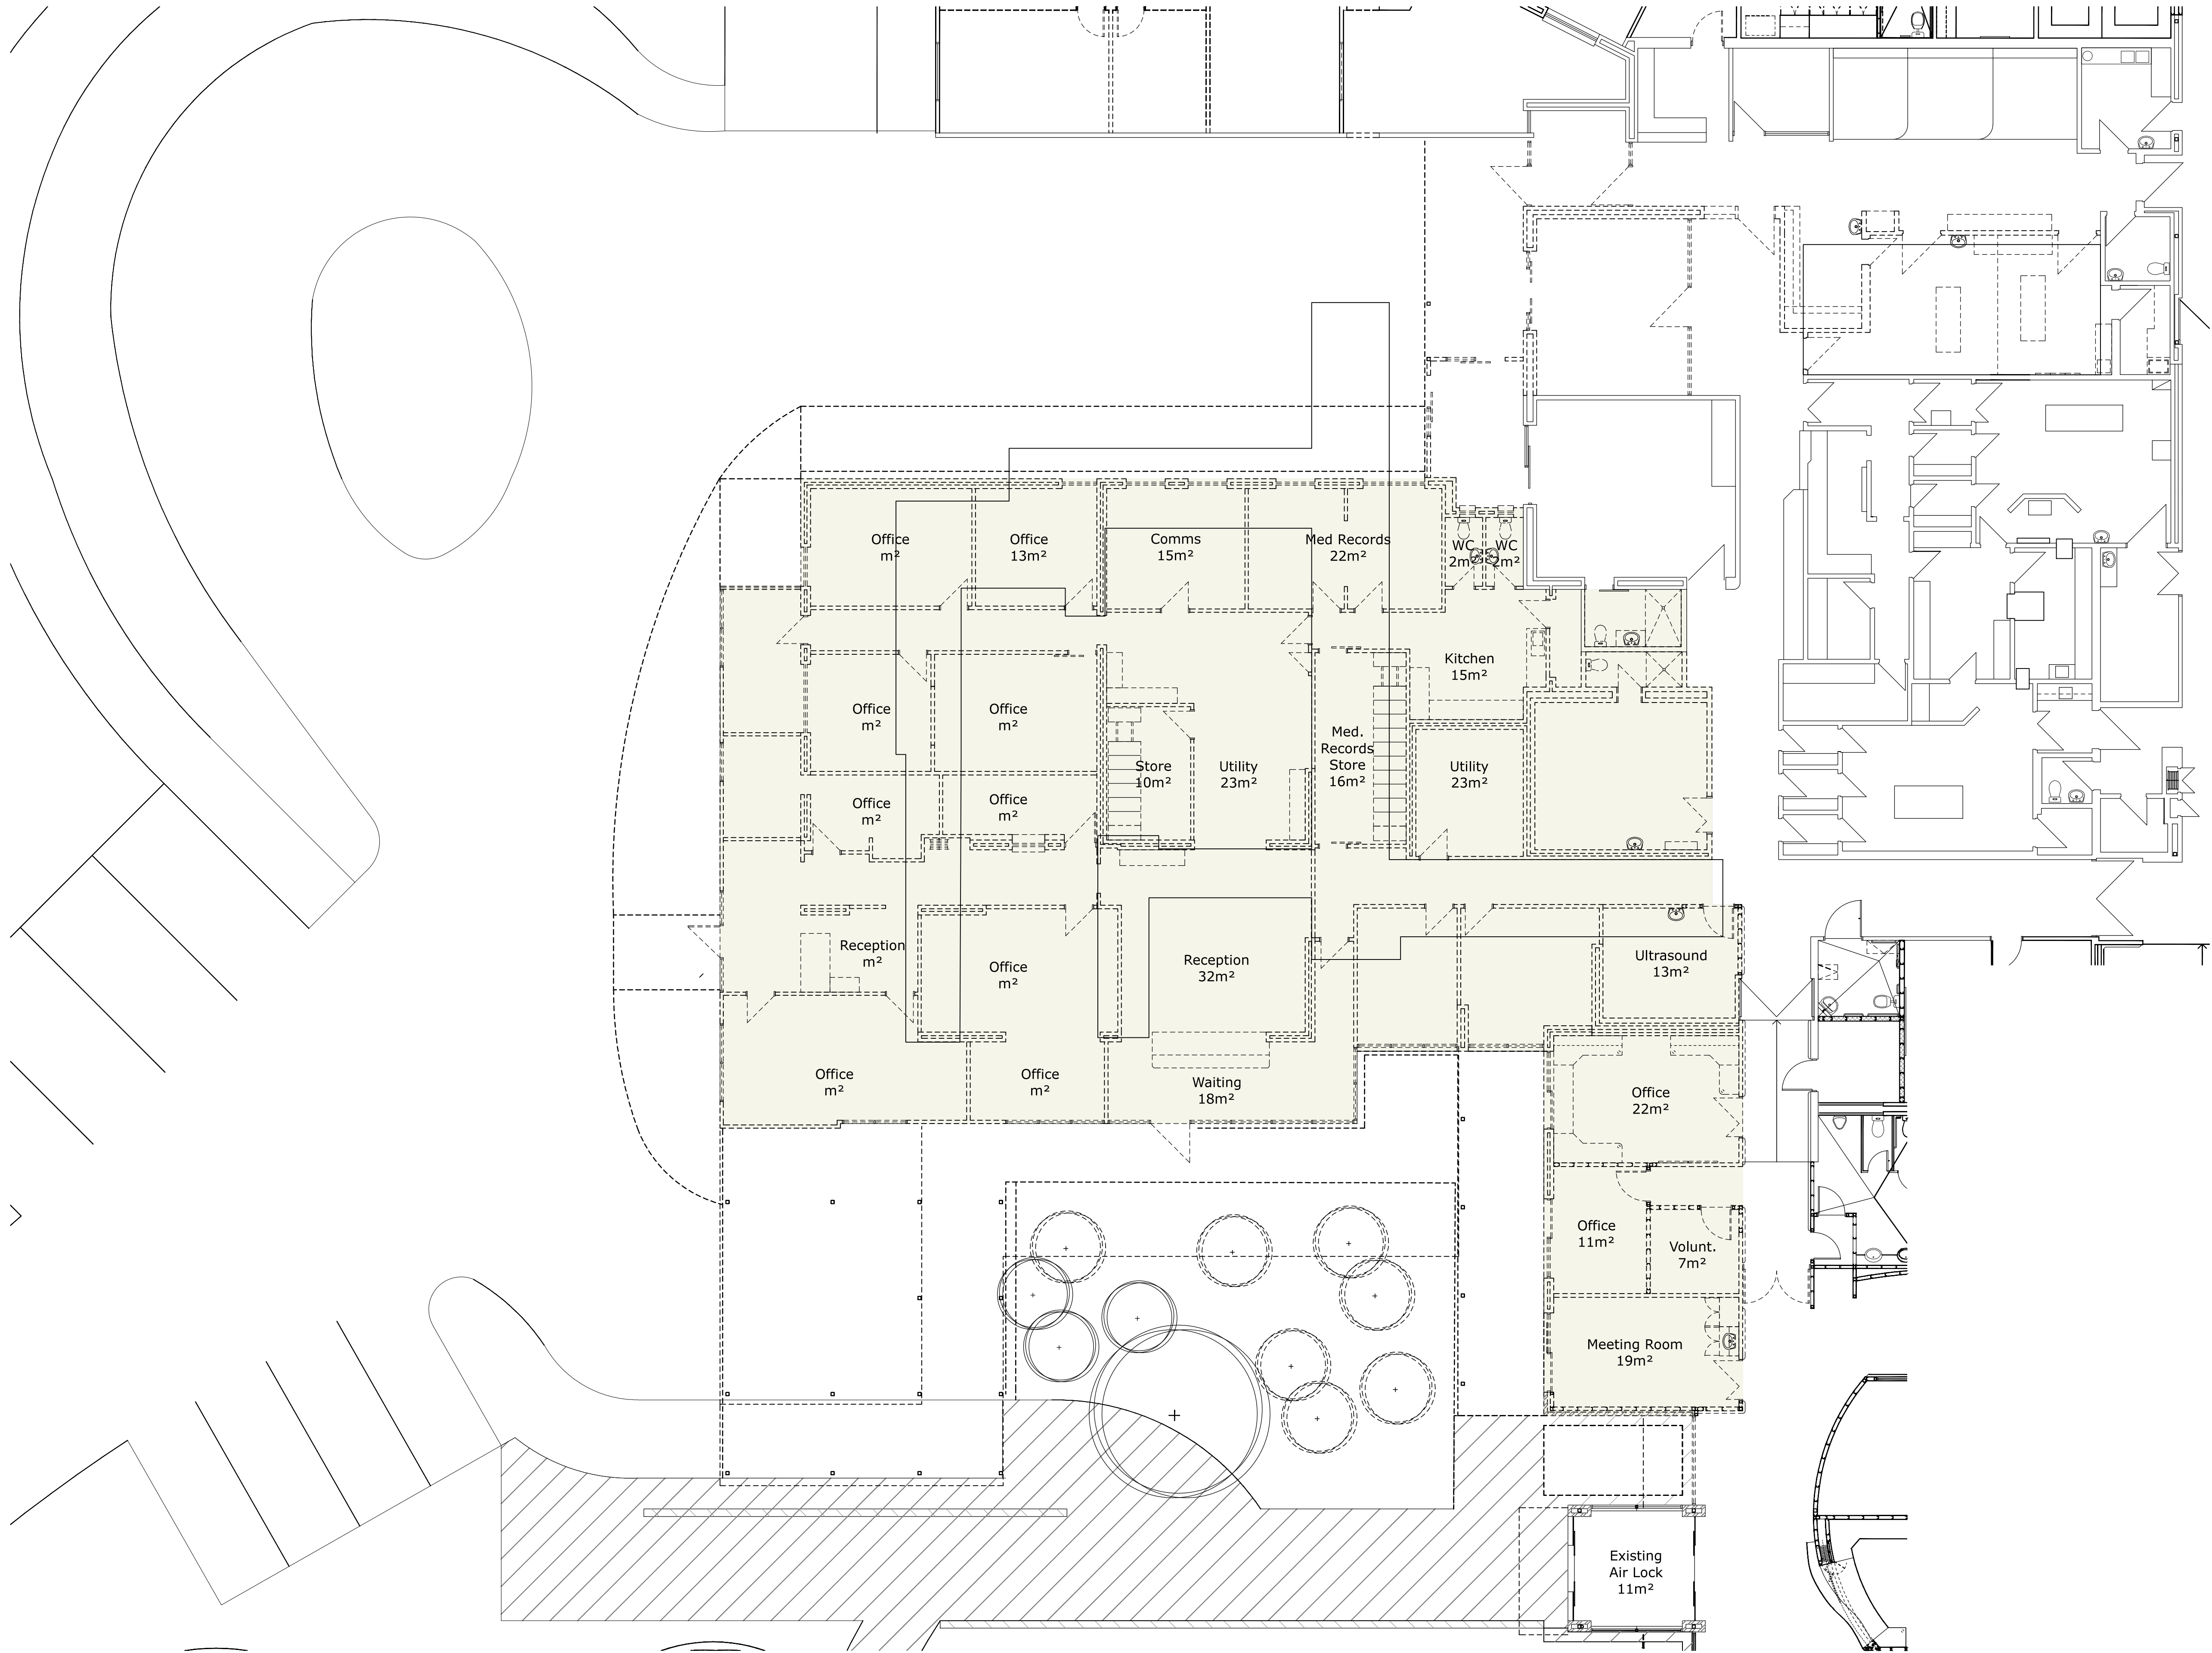 Office
m²
Office
13m²
Comms
15m²
Med Records
22m²
WC
2m²
WC
2m²
Office
m²
Office
m²
Kitchen
15m²
Med.
Records
Store
16m²
Store
10m²
Utility
23m²
Utility
23m²
Office
m²
Office
m²
Reception
m²
Office
m²
Reception
32m²
Ultrasound
13m²
Office
m²
Office
m²
Waiting
18m²
Office
22m²
Office
11m²
Volunt.
7m²
Meeting Room
19m²
Existing
Air Lock
11m²